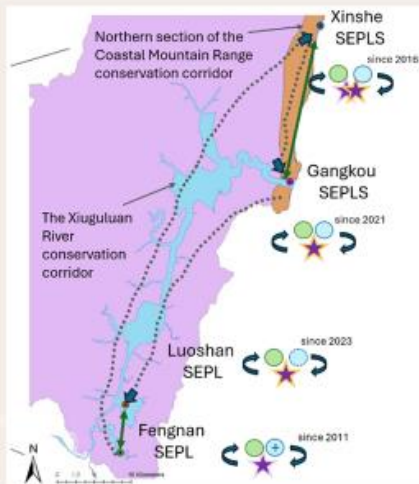 Northern section of the
Coastal Mountain Range
conservation corridor
Xinshe
SEPLS
since 2016
Gangkou
SEPLS
since 2021
The Xiuguluan
River
conservation
corridor
Luoshan
SEPL
since 2023
Fengnan
SEPL
since 2011
N